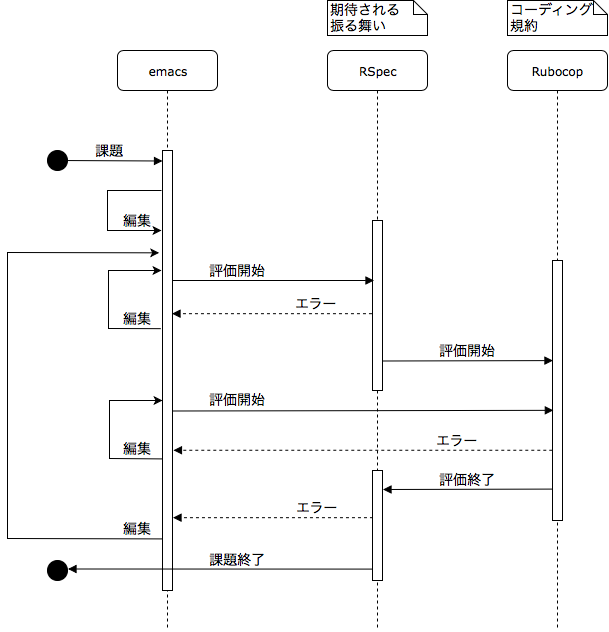 期待される
振る舞い
コーディング
規約
emacs
RSpec
Rubocop
課題
編集
評価開始
エラー
編集
評価開始
評価開始
エラー
編集
評価終了
エラー
編集
課題終了